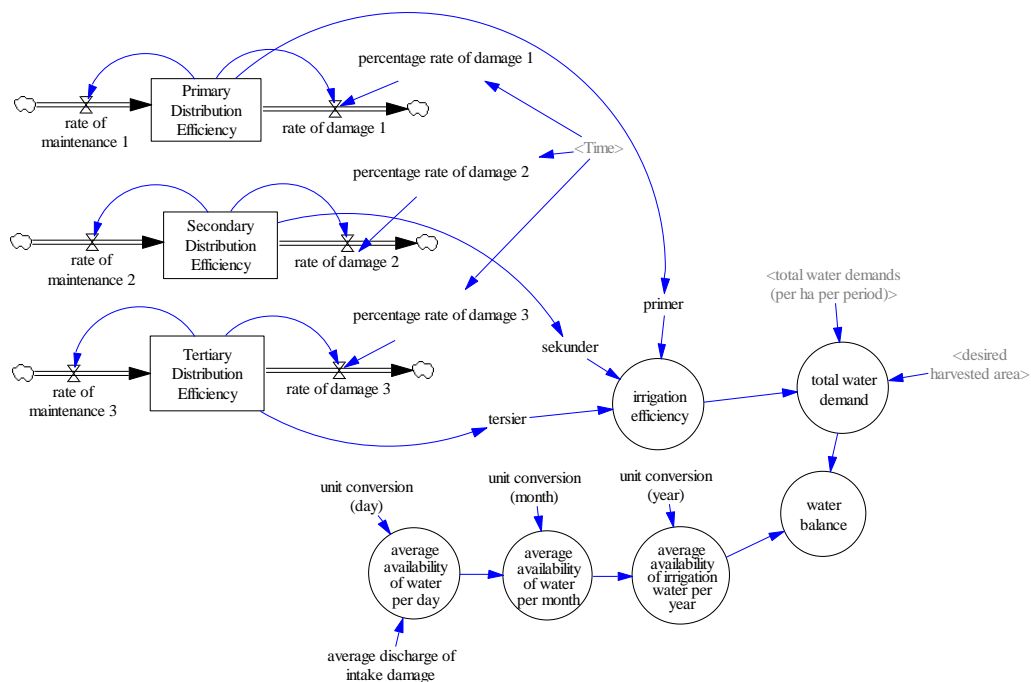 percentage rate of damage 1
Primary
Distribution
Efficiency
rate of
maintenance 1
rate of damage 1
<Time>
percentage rate of damage 2
Secondary
Distribution
Efficiency
rate of
maintenance 2
rate of damage 2
<total water demands
(per ha per period)>
primer
percentage rate of damage 3
sekunder
Tertiary
Distribution
Efficiency
rate of
maintenance 3
rate of damage 3
<desired
harvested area>
total water
demand
irrigation
efficiency
tersier
unit conversion
(day)
unit conversion
(month)
unit conversion
(year)
water
balance
average
availability
of water
per day
average
availability
of water
per month
average
availability
of irrigation
water per
year
average discharge of
intake damage